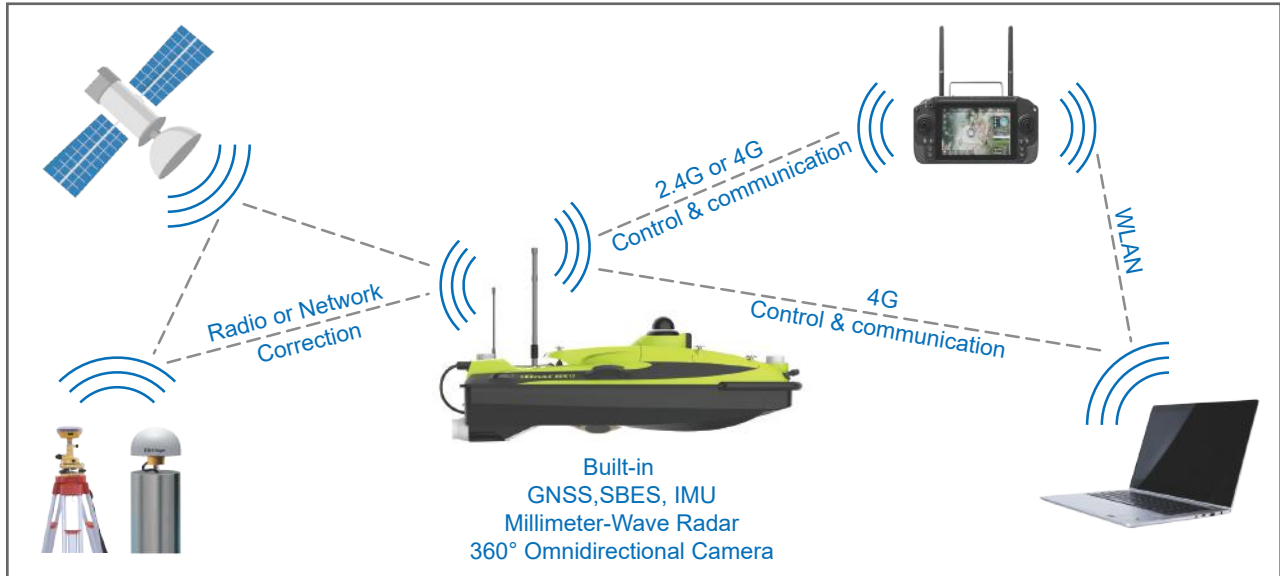 2.4G or 4G
Control & communication
WLAN
Radio or Network
Correction
4G
Control & communication
Built-in
GNSS,SBES, IMU
Millimeter-Wave Radar
360° Omnidirectional Camera